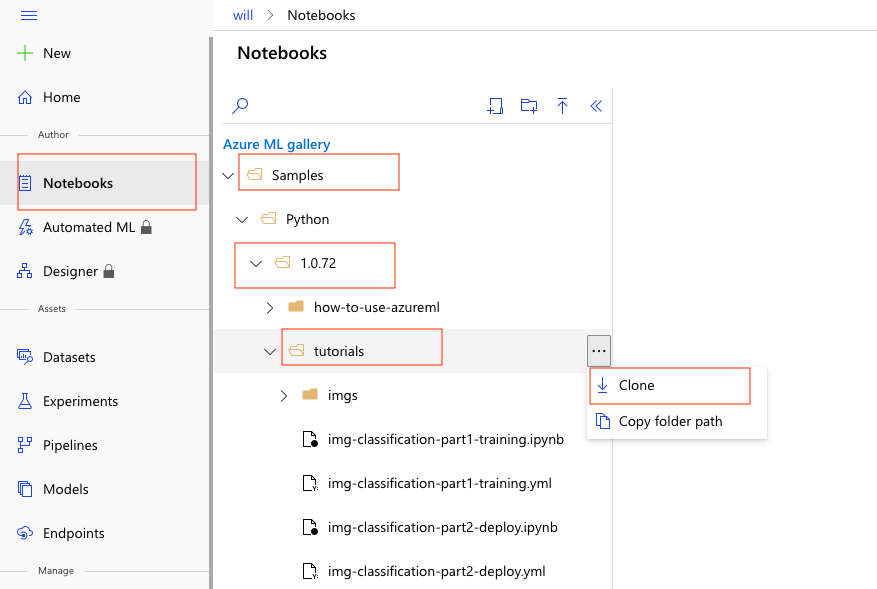 will > Notebooks
Notebooks
New
Home
Author
Notebooks
Automated ML
Designer
Assets
Datasets
Experiments
Pipelines
Models
Endpoints
Manage
Azure ML gallery
Samples
Python
1.0.72
how-to-use-azureml
tutorials
...
Clone
Copy folder path
imgs
img-classification-part1-training.ipynb
img-classification-part1-training.yml
img-classification-part2-deploy.ipynb
img-classification-part2-deploy.yml